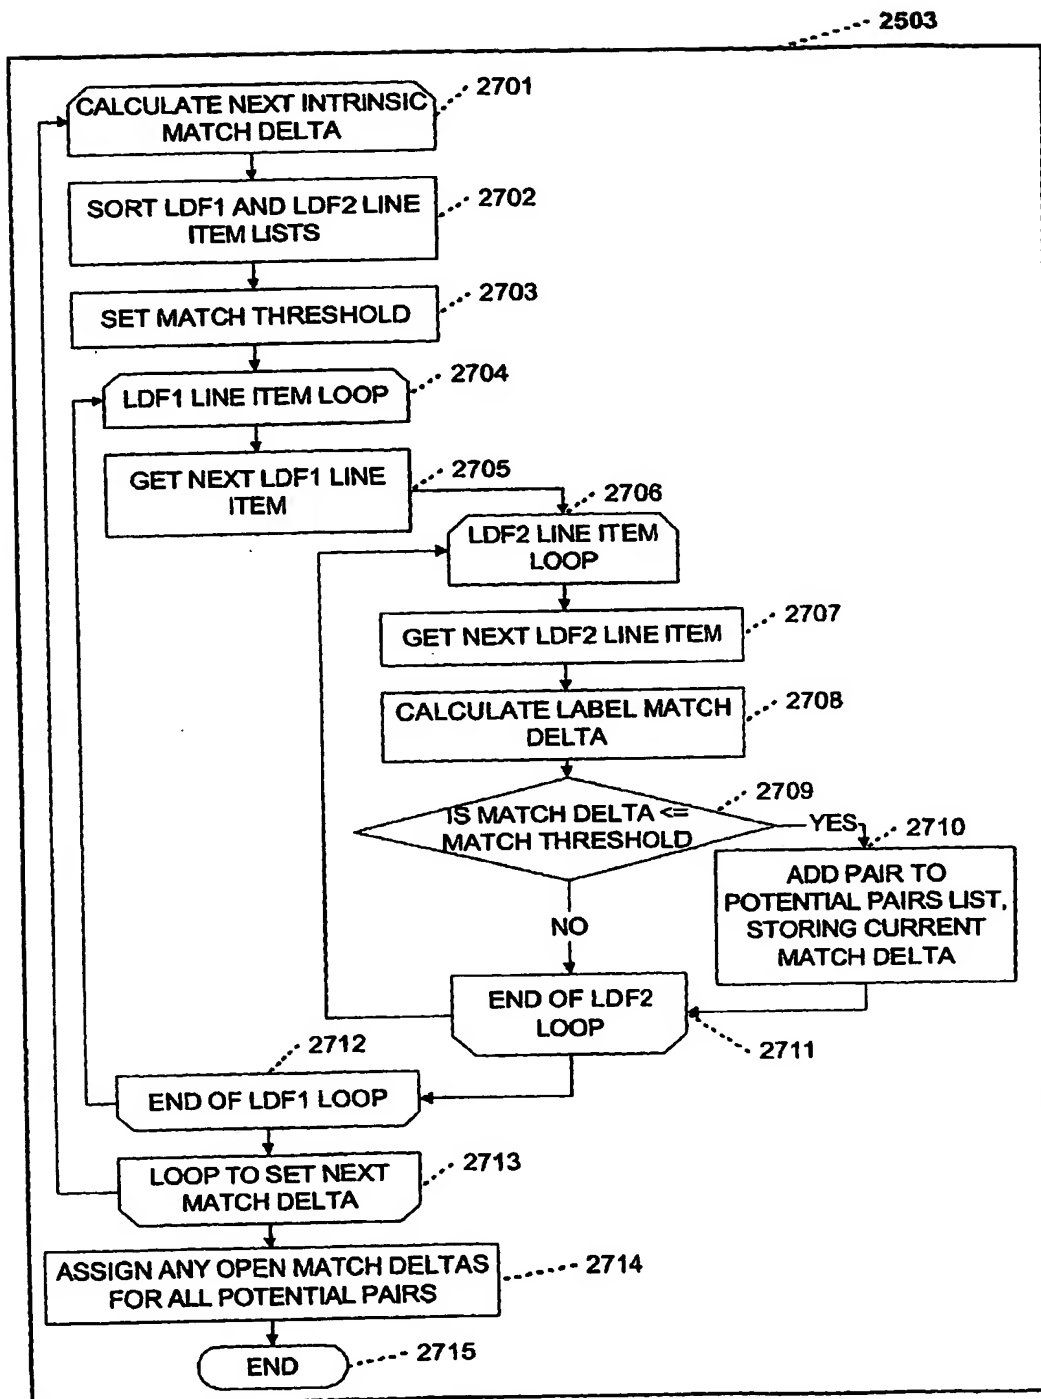 2503
CALCULATE NEXT INTRINSIC
MATCH DELTA
2701
SORT LDF1 AND LDF2 LINE
ITEM LISTS
2702
SET MATCH THRESHOLD
2703
LDF1 LINE ITEM LOOP
2704
GET NEXT LDF1 LINE
ITEM
2705
2706
LDF2 LINE ITEM
LOOP
GET NEXT LDF2 LINE ITEM
2707
CALCULATE LABEL MATCH
DELTA
2708
IS MATCH DELTA <=
MATCH THRESHOLD
2709
YES
2710
ADD PAIR TO
POTENTIAL PAIRS LIST,
STORING CURRENT
MATCH DELTA
NO
END OF LDF2
LOOP
2711
2712
END OF LDF1 LOOP
LOOP TO SET NEXT
MATCH DELTA
2713
ASSIGN ANY OPEN MATCH DELTAS
FOR ALL POTENTIAL PAIRS
2714
END
2715